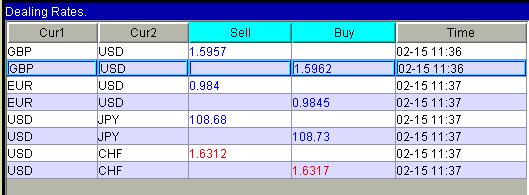 Dealing Rates.
Cur1 Cur2 Sell Buy Time
GBP USD 1.5957 02-15 11:36
GBP USD 1.5962 02-15 11:36
EUR USD 0.984 02-15 11:37
EUR USD 0.9845 02-15 11:37
USD JPY 108.68 02-15 11:37
USD JPY 108.73 02-15 11:37
USD CHF 1.6312 02-15 11:37
USD CHF 1.6317 02-15 11:37